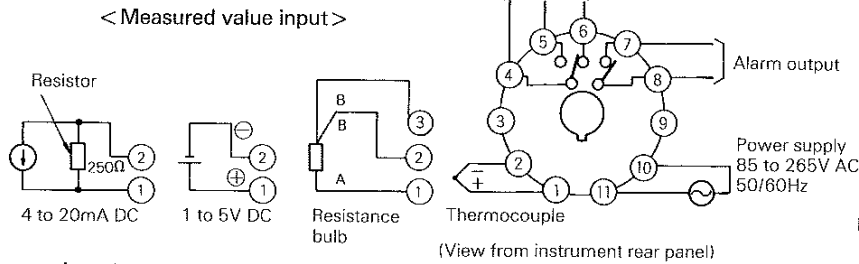 <Measured value input>
Resistor
250Ω
2
1
4 to 20mA DC
⊖
2
⊕
1
1 to 5V DC
B
B
A
3
2
1
Resistance
bulb
6
5
7
4
8
3
9
2
10
1
11
−
+
Thermocouple
Alarm output
Power supply
85 to 265V AC
50/60Hz
(View from instrument rear panel)